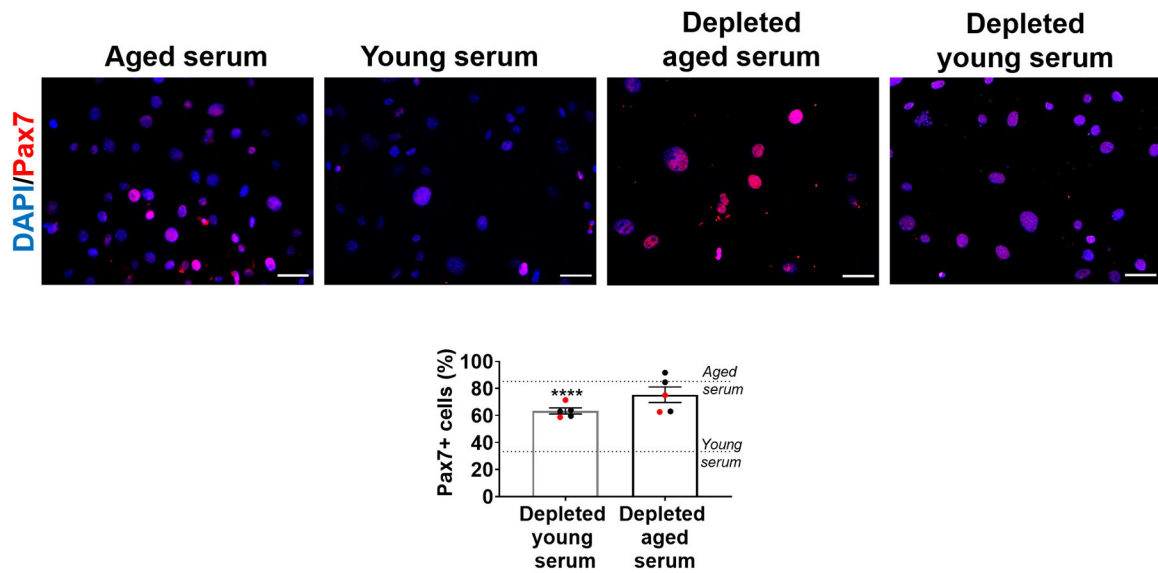 Aged serum
Young serum
Depleted
aged serum
Depleted
young serum
DAPI/Pax7
Pax7+ cells (%)
100
80
60
40
20
0
****
Aged
serum
Young
serum
Depleted
young
serum
Depleted
aged
serum